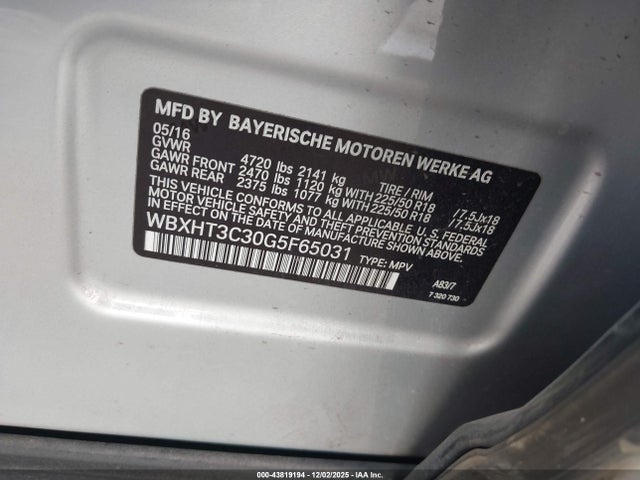 MFD BY BAYERISCHE MOTOREN WERKE AG
05/16
GVWR 4720 lbs 2141 kg TIRE / RIM
GAWR FRONT 2470 lbs 1120 kg WITH 225/50 R18 /7.5Jx18
GAWR REAR 2375 lbs 1077 kg WITH 225/50 R18 /7.5Jx18
THIS VEHICLE CONFORMS TO ALL APPLICABLE U.S. FEDERAL
MOTOR VEHICLE SAFETY, BUMPER, AND THEFT PREVENTION
STANDARDS IN EFFECT ON THE DATE OF MANUFACTURE SHOWN ABOVE.
WBXHT3C30G5F65031 TYPE: MPV
A83/7
7 320 730
00-43819194 - 12/02/2025 - IAA Inc.